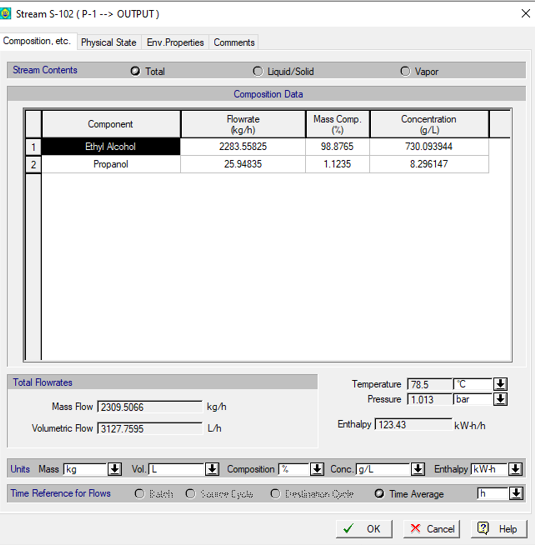 Stream S-102 ( P-1 --> OUTPUT )
Composition, etc. Physical State Env.Properties Comments
Stream Contents Total Liquid/Solid Vapor
Composition Data
Component Flowrate (kg/h) Mass Comp. (%) Concentration (g/L)
1 Ethyl Alcohol 2283.55825 98.8765 730.093944
2 Propanol 25.94835 1.1235 8.296147
Total Flowrates
Mass Flow 2309.5066 kg/h
Volumetric Flow 3127.7595 L/h
Temperature 78.5 °C
Pressure 1.013 bar
Enthalpy 123.43 kW-h/h
Units Mass kg Vol. L Composition % Conc. g/L Enthalpy kW-h
Time Reference for Flows Batch Source Cycle Destination Cycle Time Average h
OK Cancel Help